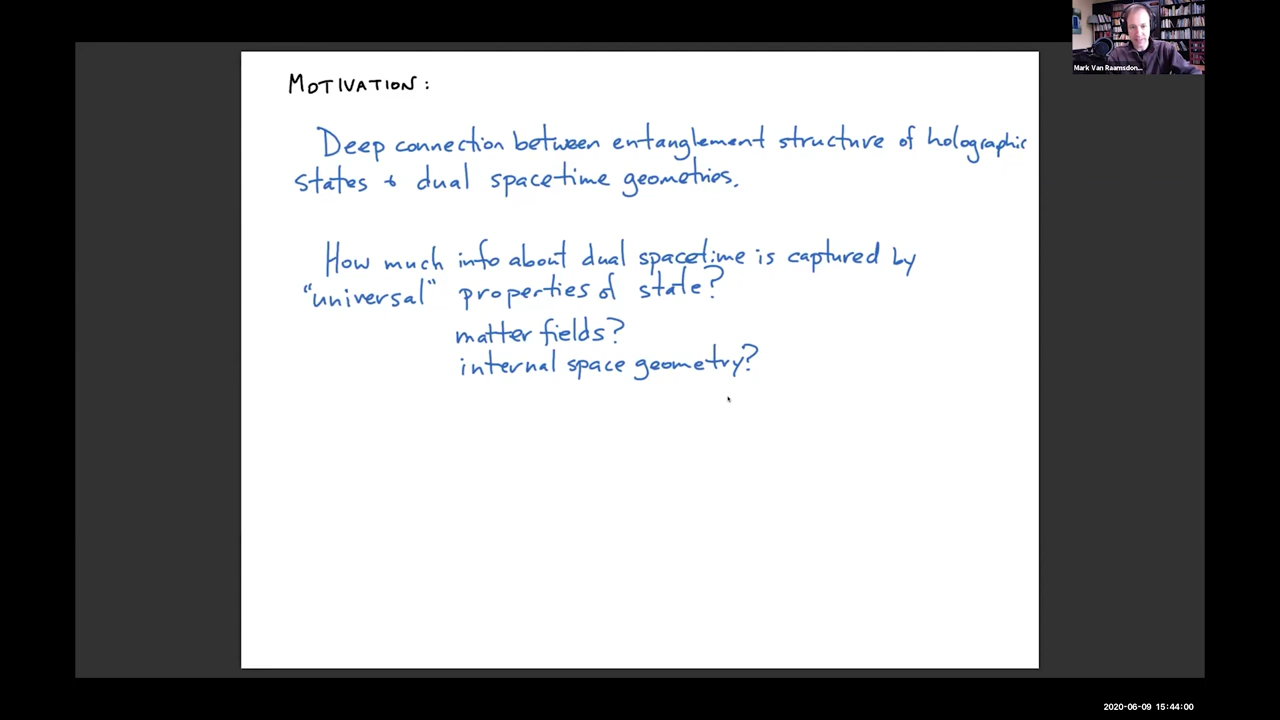 MOTIVATION:
Deep connection between entanglement structure of holographic
states & dual spacetime geometries.
How much info about dual spacetime is captured by
"universal" properties of state?
matter fields?
internal space geometry?
Mark Van Raamsdon...
2020-06-09 15:44:00